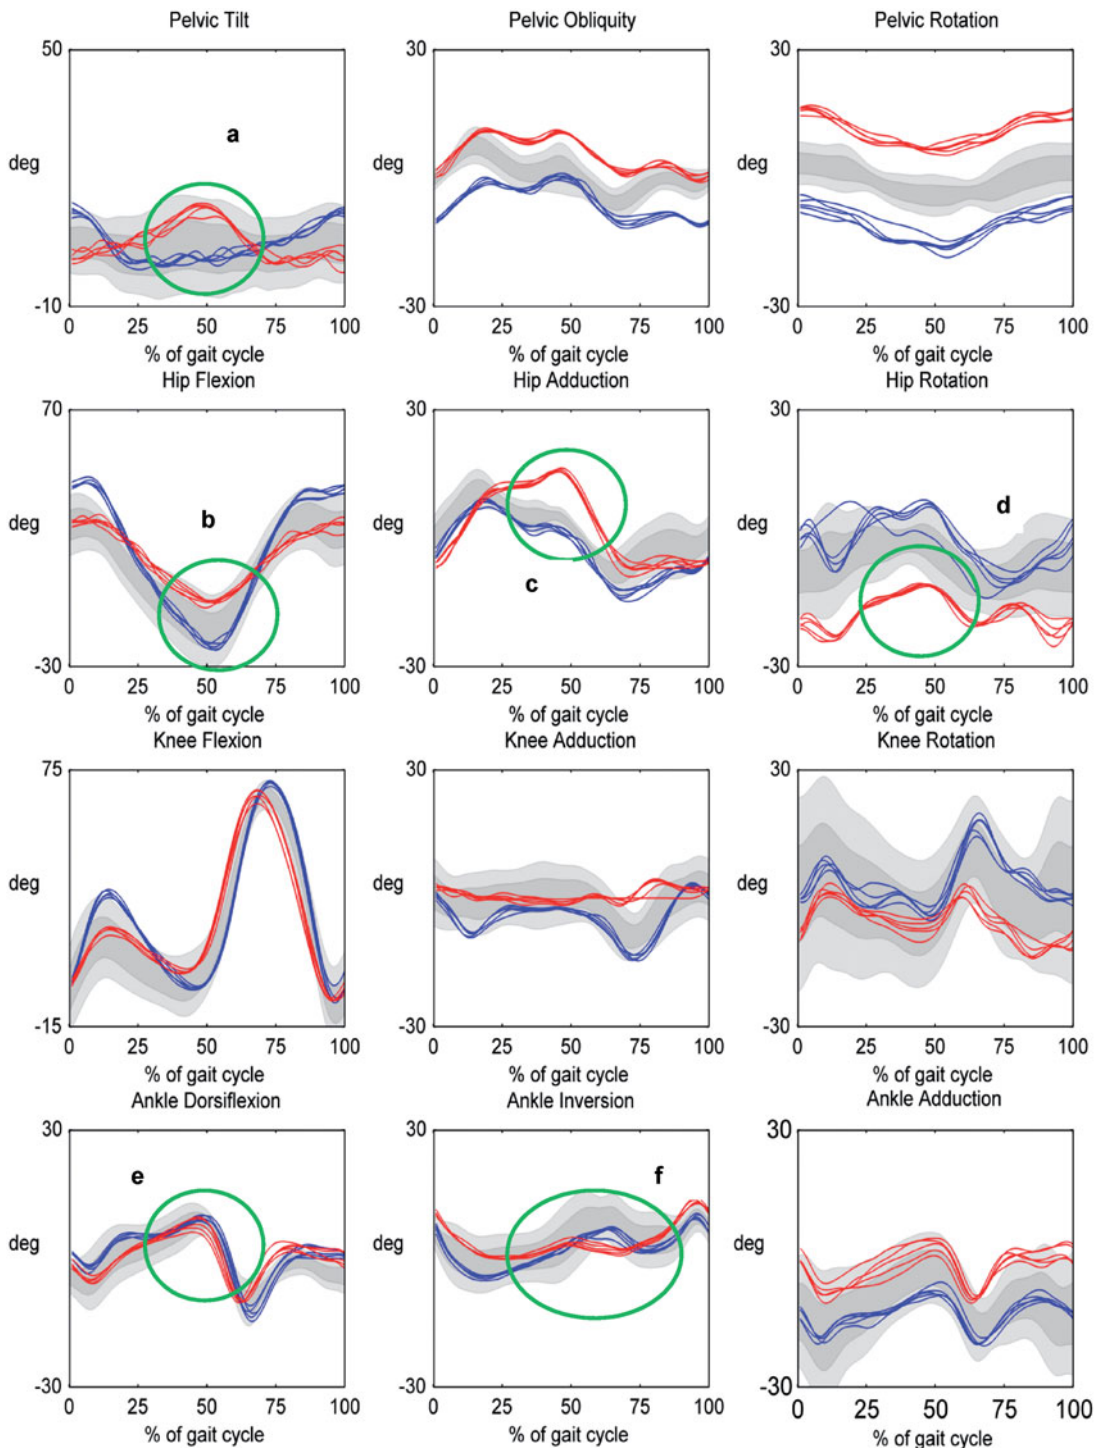 Pelvic Tilt Pelvic Obliquity Pelvic Rotation
50 30 30
a
deg deg deg
-10 -30 -30
0 25 50 75 100 0 25 50 75 100 0 25 50 75 100
% of gait cycle % of gait cycle % of gait cycle
Hip Flexion Hip Adduction Hip Rotation
70 30 30
b d
deg deg deg
c
-30 -30 -30
0 25 50 75 100 0 25 50 75 100 0 25 50 75 100
% of gait cycle % of gait cycle % of gait cycle
Knee Flexion Knee Adduction Knee Rotation
75 30 30
deg deg deg
-15 -30 -30
0 25 50 75 100 0 25 50 75 100 0 25 50 75 100
% of gait cycle % of gait cycle % of gait cycle
Ankle Dorsiflexion Ankle Inversion Ankle Adduction
30 30 30
e f
deg deg deg
-30 -30 -30
0 25 50 75 100 0 25 50 75 100 0 25 50 75 100
% of gait cycle % of gait cycle % of gait cycle